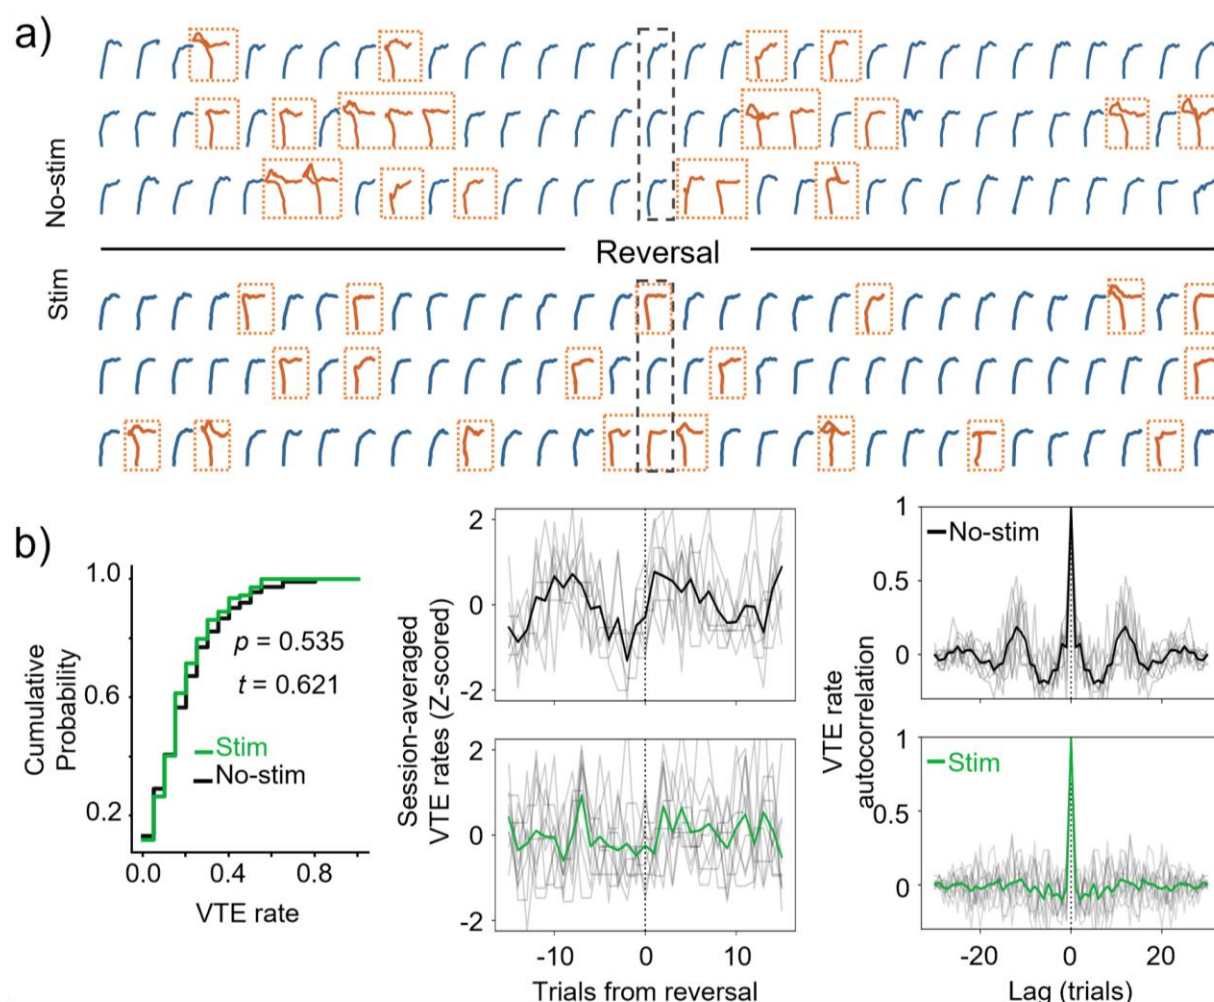 a)
No-stim
Reversal
Stim
b)
Cumulative
Probability
1.0
0.6
0.2
p = 0.535
t = 0.621
Stim
No-stim
0.0 0.4 0.8
VTE rate
Session-averaged
VTE rates (Z-scored)
2
0
-2
2
0
-2
-10 0 10
Trials from reversal
VTE rate
autocorrelation
1
0.5
0
No-stim
1
0.5
0
Stim
-20 0 20
Lag (trials)